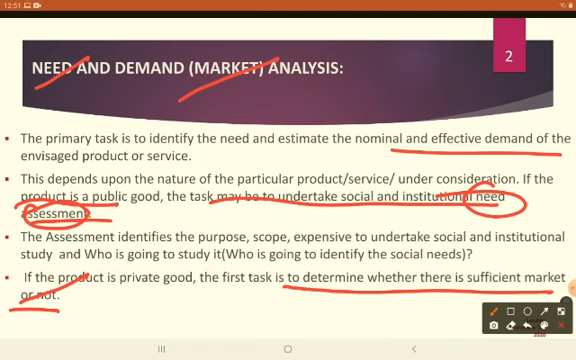 12:51
2
NEED AND DEMAND (MARKET) ANALYSIS:
The primary task is to identify the need and estimate the nominal and effective demand of the
envisaged product or service.
This depends upon the nature of the particular product/service/ under consideration. If the
product is a public good, the task may be to undertake social and institutional need
assessment.
The Assessment identifies the purpose, scope, expensive to undertake social and institutional
study and Who is going to study it(Who is going to identify the social needs)?
If the product is private good, the first task is to determine whether there is sufficient market
or not.
2020